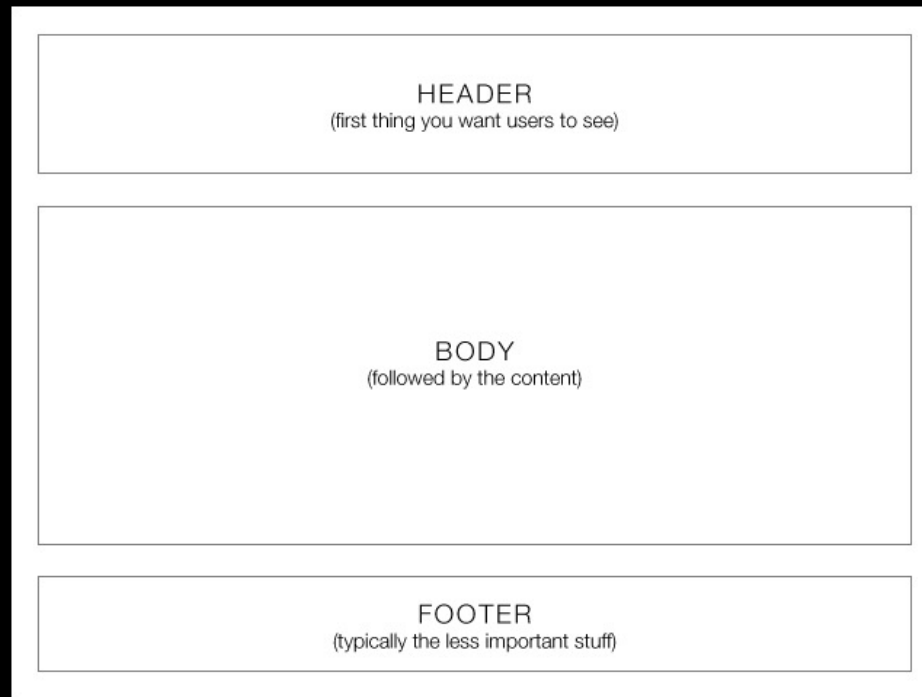 HEADER
(first thing you want users to see)
BODY
(followed by the content)
FOOTER
(typically the less important stuff)